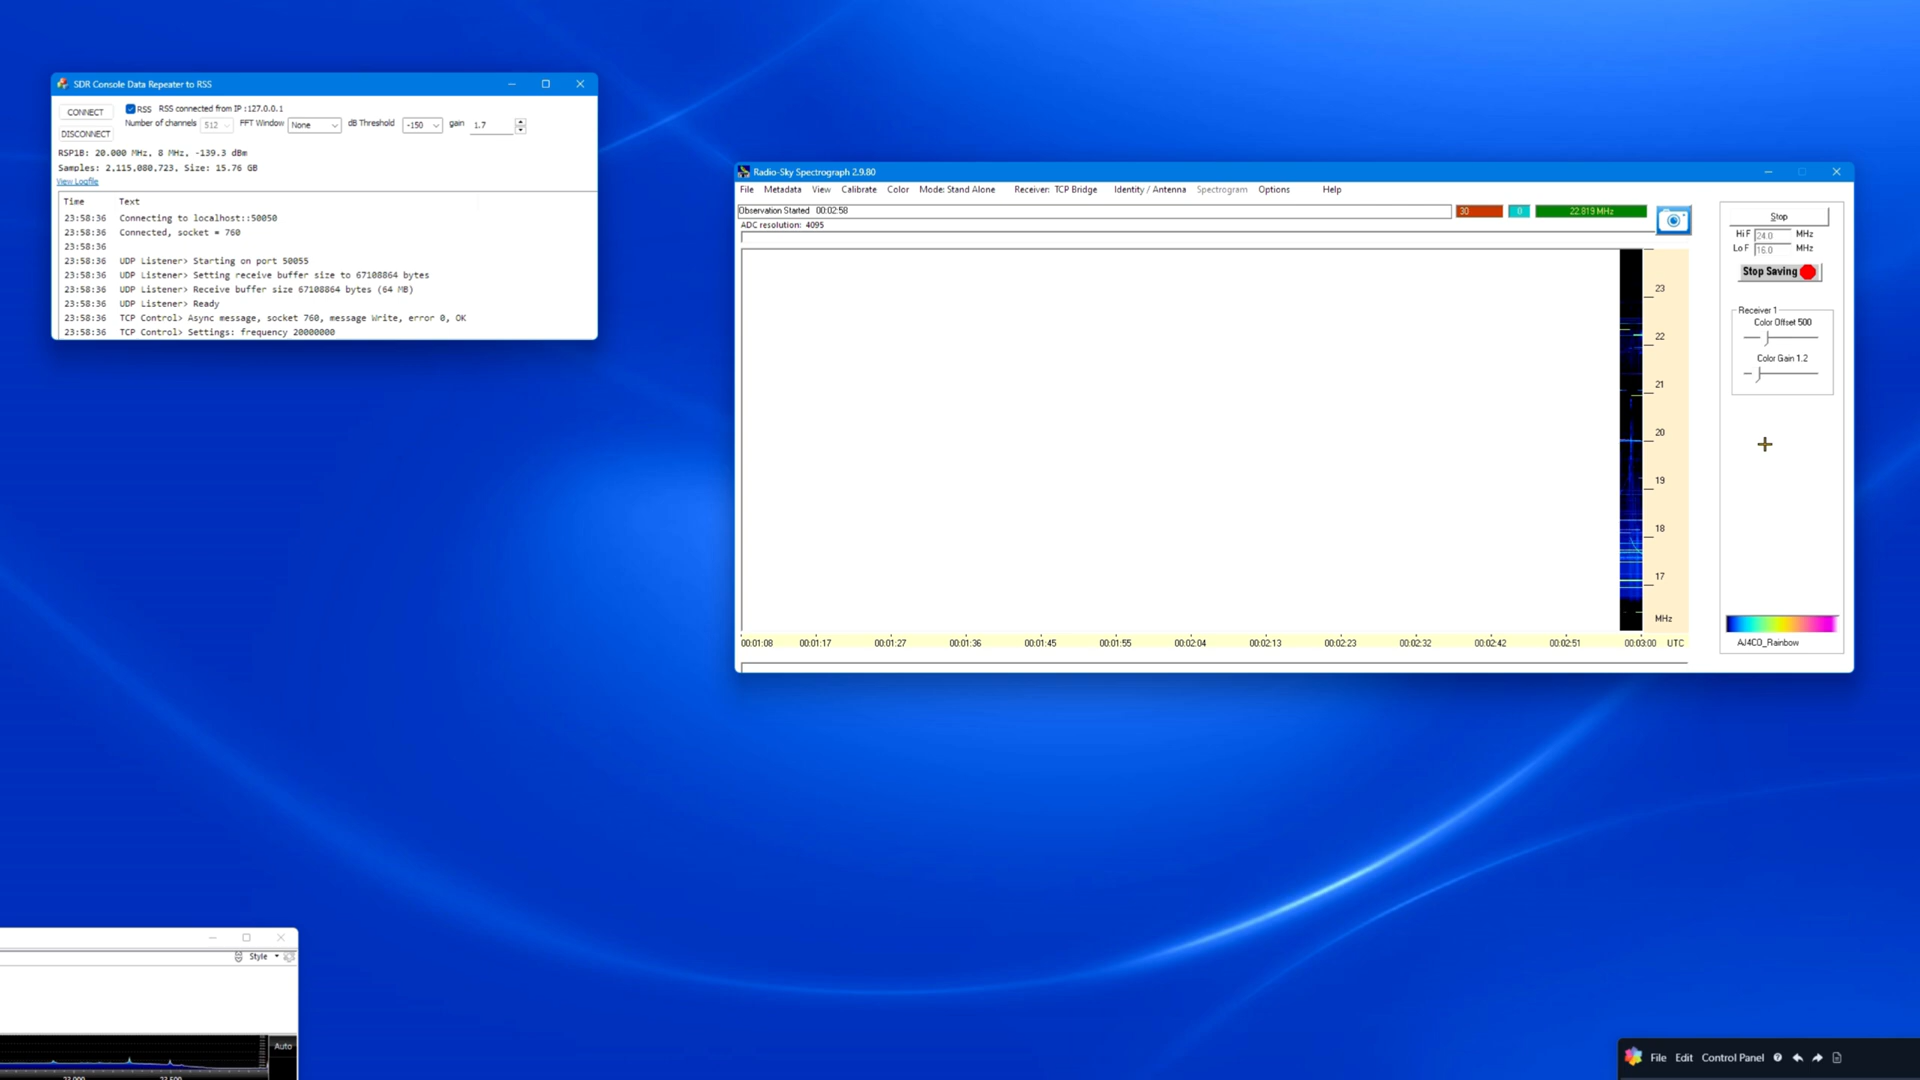 SDR Console Data Repeater to RSS
CONNECT
RSS RSS connected from IP :127.0.0.1
Number of channels 512 FFT Window None dB Threshold -150 gain 1.7
DISCONNECT
RSP1B: 20.000 MHz, 8 MHz, -139.3 dBm
Samples: 2,115,080,723, Size: 15.76 GB
View Logfile
Time Text
23:58:36 Connecting to localhost::50050
23:58:36 Connected, socket = 760
23:58:36
23:58:36 UDP Listener> Starting on port 50055
23:58:36 UDP Listener> Setting receive buffer size to 67108864 bytes
23:58:36 UDP Listener> Receive buffer size 67108864 bytes (64 MB)
23:58:36 UDP Listener> Ready
23:58:36 TCP Control> Async message, socket 760, message Write, error 0, OK
23:58:36 TCP Control> Settings: frequency 20000000
Radio-Sky Spectrograph 2.9.80
File Metadata View Calibrate Color Mode: Stand Alone Receiver: TCP Bridge Identity / Antenna Spectrogram Options Help
Observation Started 00:02:58
30
0
22.819 MHz
ADC resolution: 4095
23
22
21
20
19
18
17
MHz
00:01:08 00:01:17 00:01:27 00:01:36 00:01:45 00:01:55 00:02:04 00:02:13 00:02:23 00:02:32 00:02:42 00:02:51 00:03:00 UTC
Stop
Hi F 24.0 MHz
Lo F 16.0 MHz
Stop Saving
Receiver 1
Color Offset 500
Color Gain 1.2
AJ4CO_Rainbow
Style
Auto
23.000 23.500
File Edit Control Panel